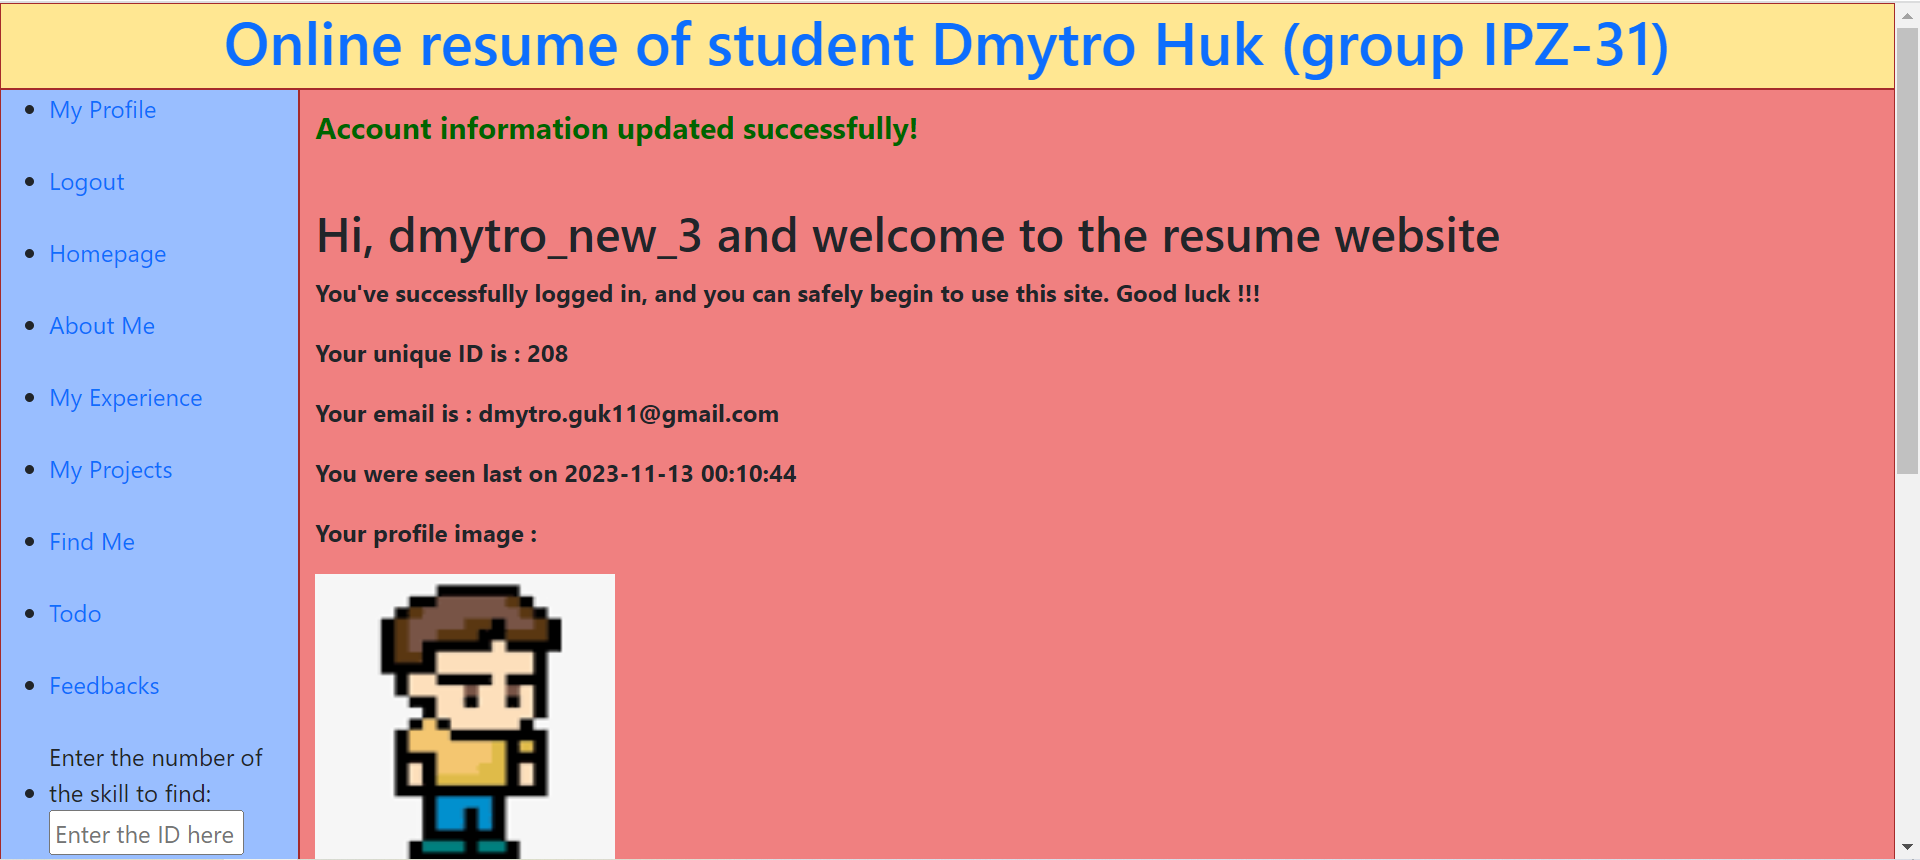 Online resume of student Dmytro Huk (group IPZ-31)
My Profile
Logout
Homepage
About Me
My Experience
My Projects
Find Me
Todo
Feedbacks
Enter the number of
the skill to find:
Enter the ID here
Account information updated successfully!
Hi, dmytro_new_3 and welcome to the resume website
You've successfully logged in, and you can safely begin to use this site. Good luck !!!
Your unique ID is : 208
Your email is : dmytro.guk11@gmail.com
You were seen last on 2023-11-13 00:10:44
Your profile image :